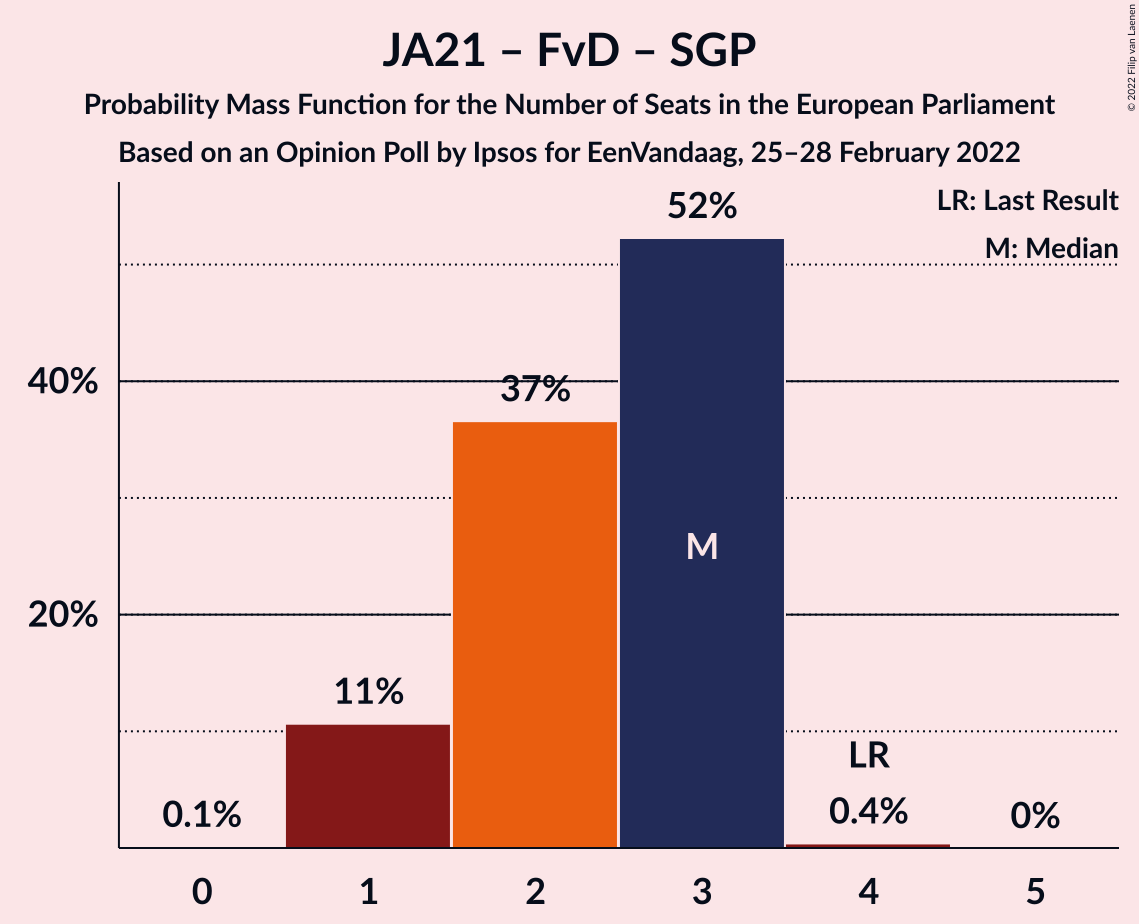 JA21 – FvD – SGP
Probability Mass Function for the Number of Seats in the European Parliament
Based on an Opinion Poll by Ipsos for EenVandaag, 25–28 February 2022
© 2022 Filip van Laenen
LR: Last Result
M: Median
52%
40%
37%
M
20%
11%
LR
0.1%
0.4%
0%
0 1 2 3 4 5